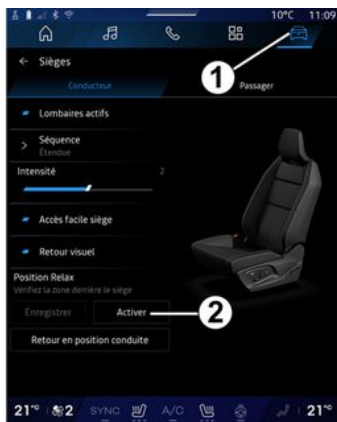 10°C 11:09
← Sièges
1
Conducteur
Passager
Lombaires actifs
> Séquence
Étendue
Intensité 2
Accès facile siège
Retour visuel
Position Relax
Vérifiez la zone derrière le siège
Enregistrer
Activer
2
Retour en position conduite
21°° 2 SYNC A/C 21°°